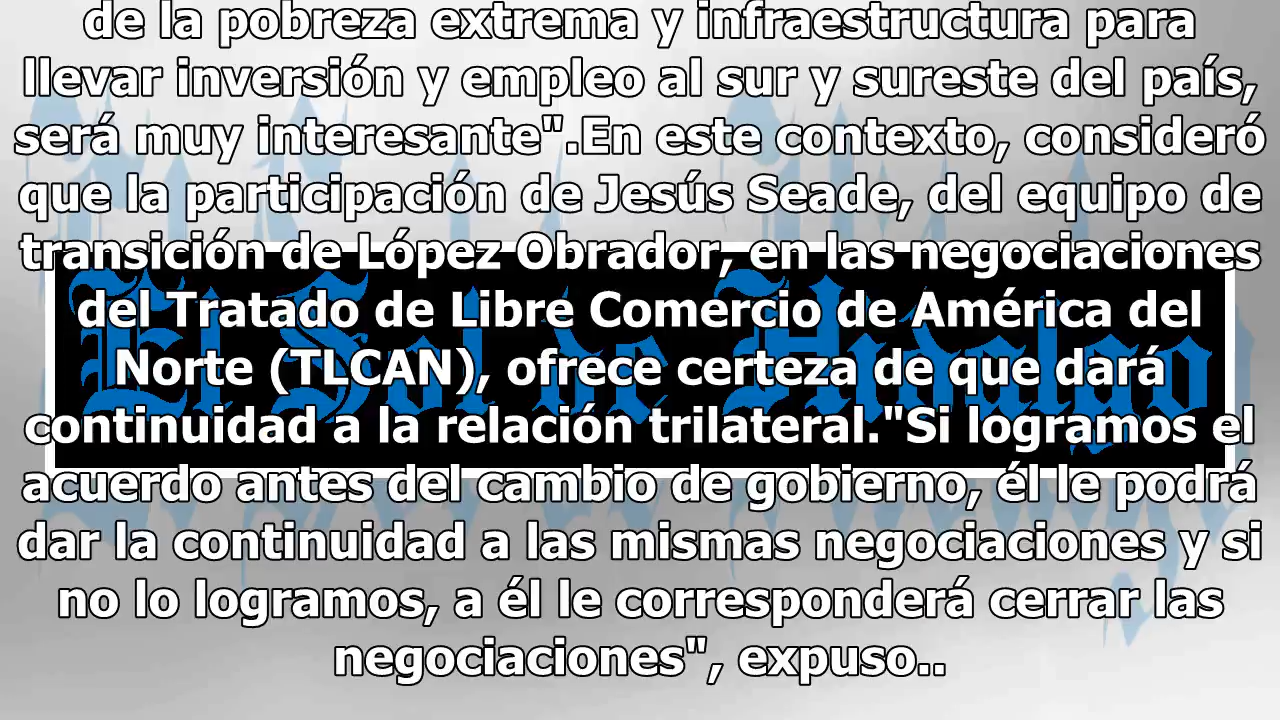 de la pobreza extrema y infraestructura para
llevar inversión y empleo al sur y sureste del país,
será muy interesante".En este contexto, consideró
que la participación de Jesús Seade, del equipo de
transición de López Obrador, en las negociaciones
del Tratado de Libre Comercio de América del
Norte (TLCAN), ofrece certeza de que dará
continuidad a la relación trilateral."Si logramos el
acuerdo antes del cambio de gobierno, él le podrá
dar la continuidad a las mismas negociaciones y si
no lo logramos, a él le corresponderá cerrar las
negociaciones", expuso..
El Sol de Hidalgo